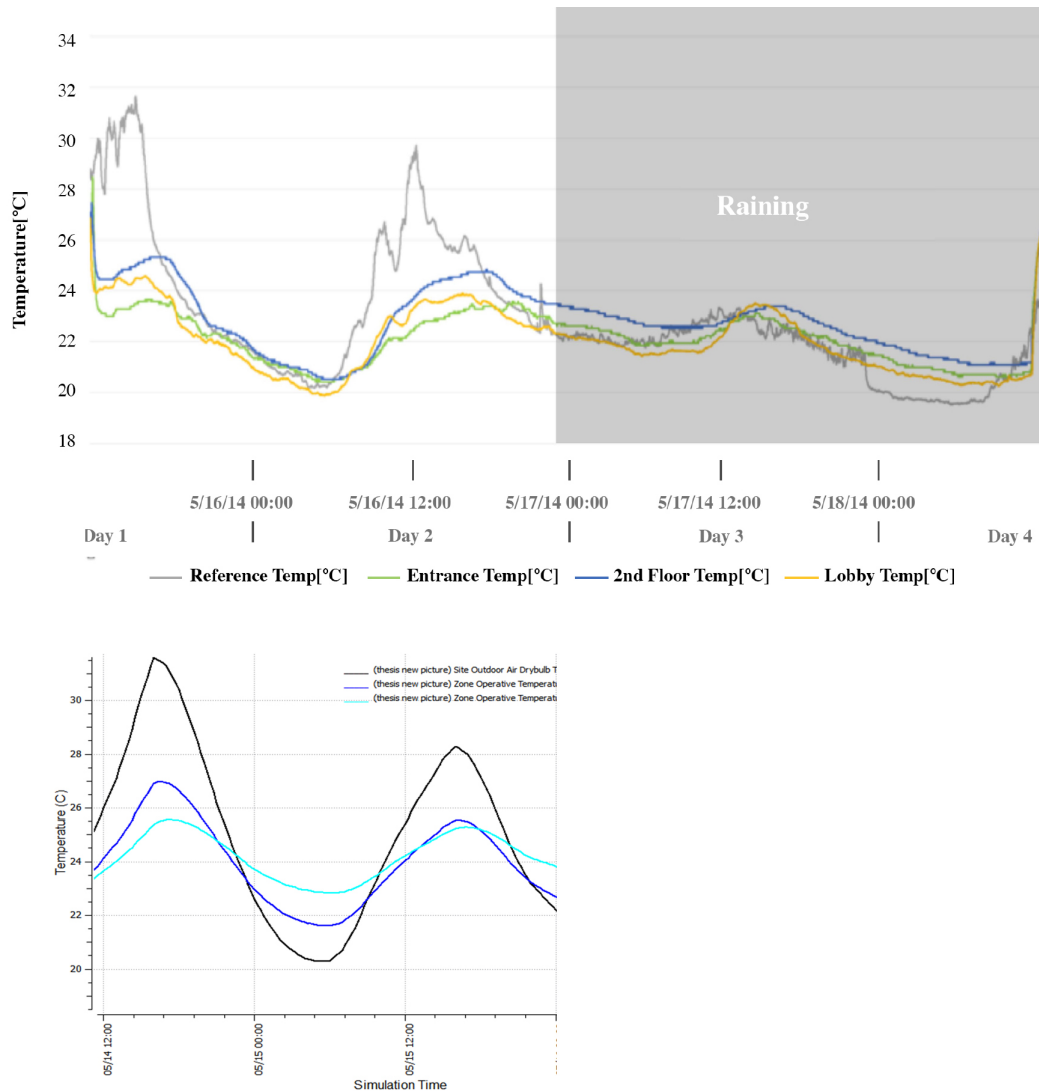 34
32
30
28
26
24
22
20
18
Temperature[°C]
Raining
5/16/14 00:00 5/16/14 12:00 5/17/14 00:00 5/17/14 12:00 5/18/14 00:00
Day 1 Day 2 Day 3 Day 4
Reference Temp[°C] Entrance Temp[°C] 2nd Floor Temp[°C] Lobby Temp[°C]
(thesis new picture) Site Outdoor Air Drybulb T
(thesis new picture) Zone Operative Temperatu
(thesis new picture) Zone Operative Temperatu
30
28
26
24
22
20
Temperature (C)
05/14 12:00 05/15 00:00 05/15 12:00
Simulation Time